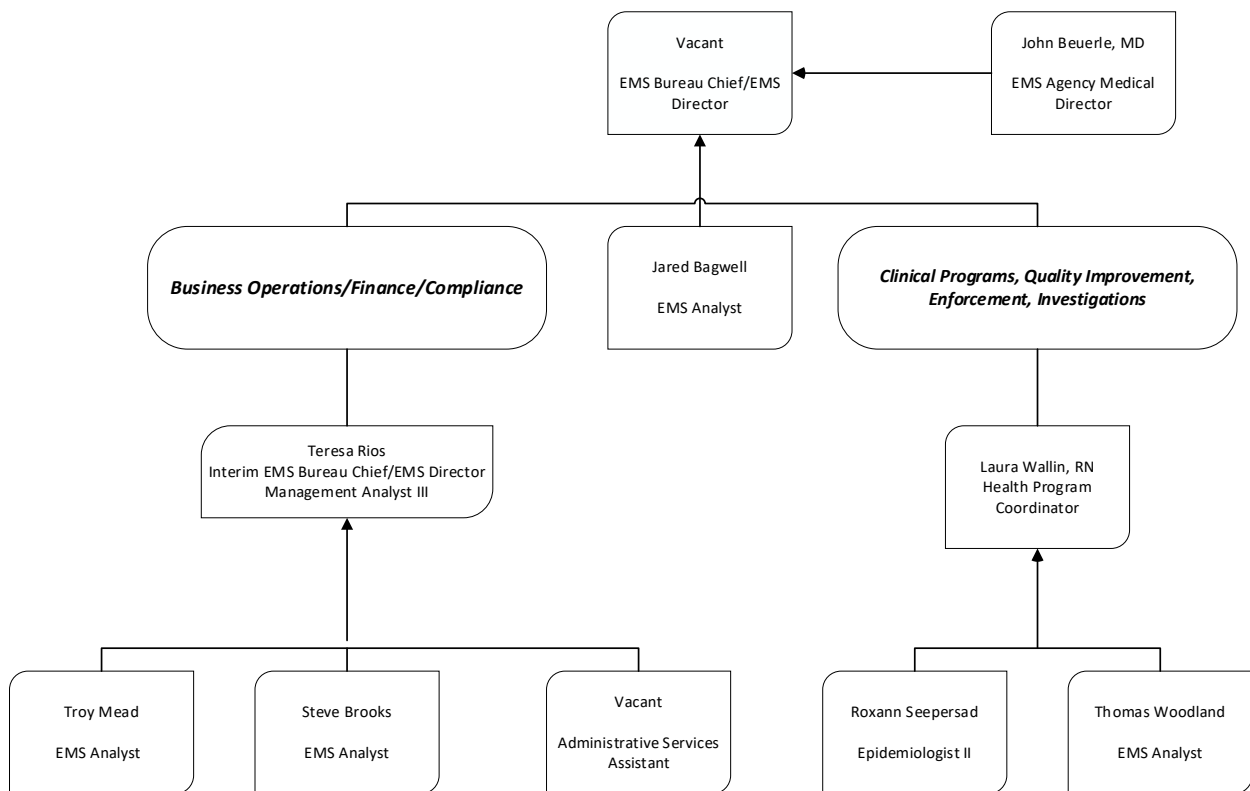 Vacant
EMS Bureau Chief/EMS
Director
John Beuerle, MD
EMS Agency Medical
Director
Business Operations/Finance/Compliance
Jared Bagwell
EMS Analyst
Clinical Programs, Quality Improvement,
Enforcement, Investigations
Teresa Rios
Interim EMS Bureau Chief/EMS Director
Management Analyst III
Laura Wallin, RN
Health Program
Coordinator
Troy Mead
EMS Analyst
Steve Brooks
EMS Analyst
Vacant
Administrative Services
Assistant
Roxann Seepersad
Epidemiologist II
Thomas Woodland
EMS Analyst